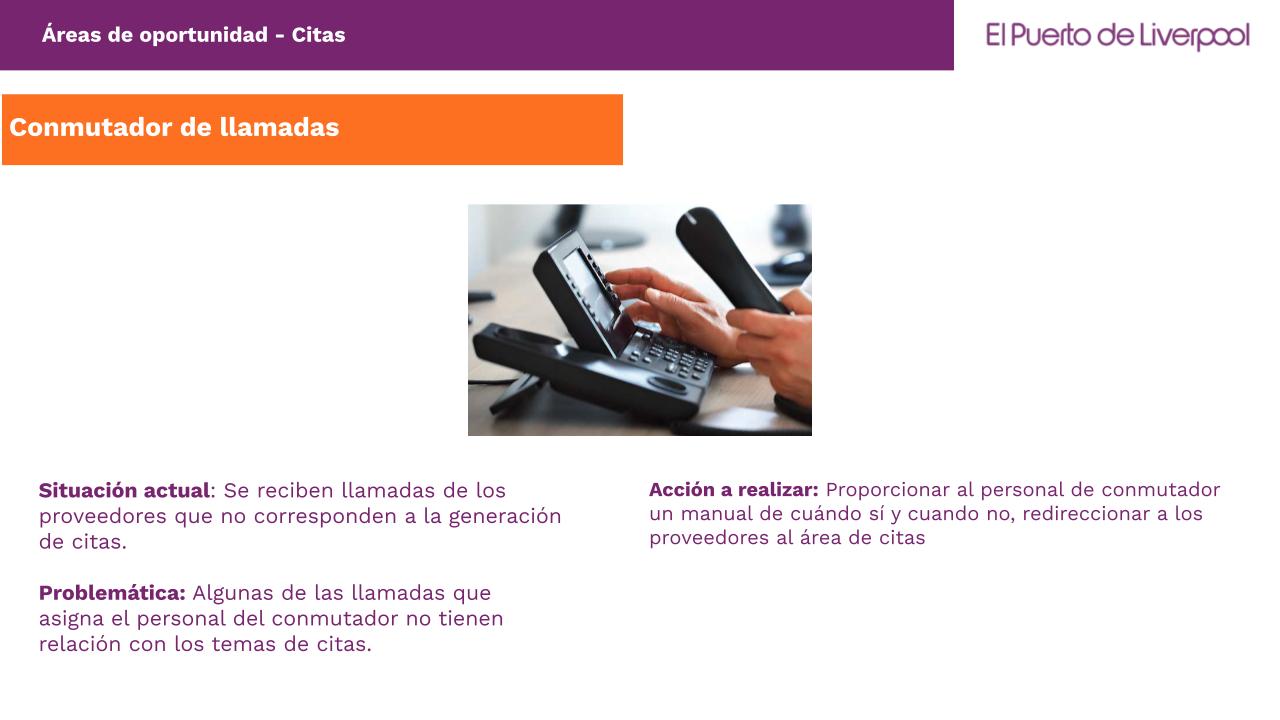 Áreas de oportunidad - Citas
El Puerto de Liverpool
Conmutador de llamadas
Situación actual: Se reciben llamadas de los
proveedores que no corresponden a la generación
de citas.
Problemática: Algunas de las llamadas que
asigna el personal del conmutador no tienen
relación con los temas de citas.
Acción a realizar: Proporcionar al personal de conmutador
un manual de cuándo sí y cuando no, redireccionar a los
proveedores al área de citas